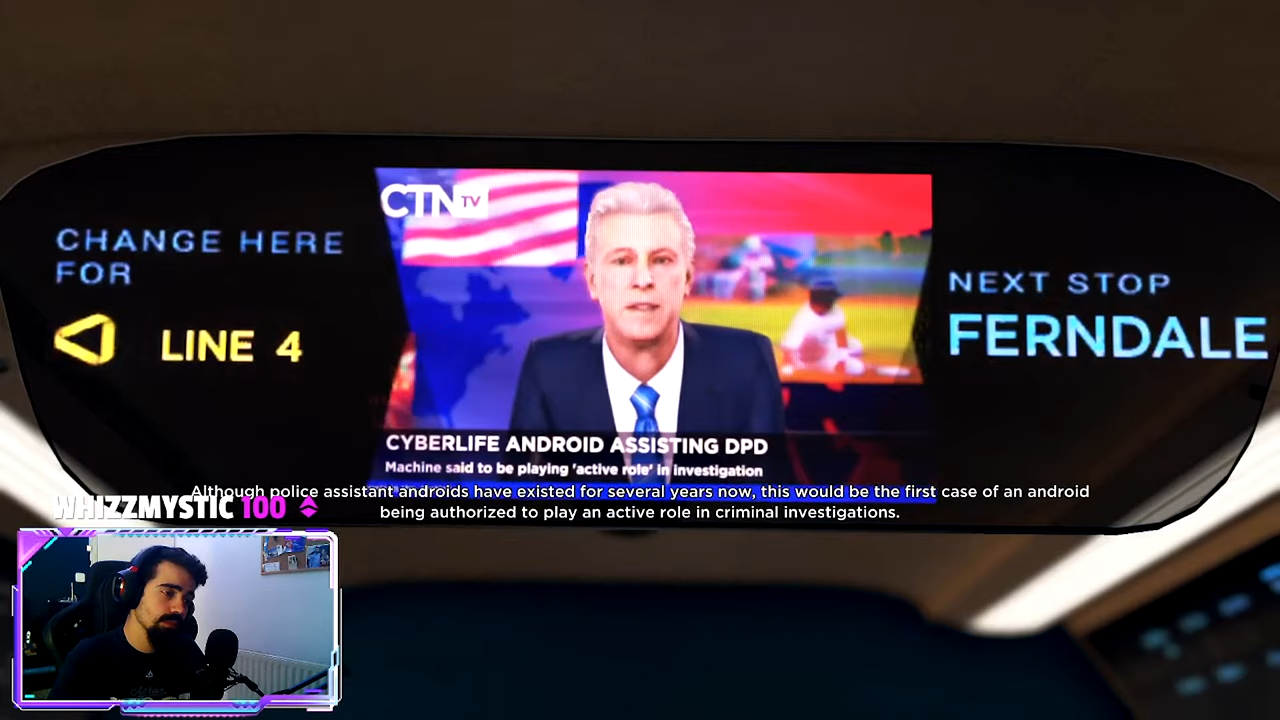 CTN TV
CHANGE HERE
FOR
LINE 4
NEXT STOP
FERNDALE
CYBERLIFE ANDROID ASSISTING DPD
Machine said to be playing 'active role' in investigation
Although police assistant androids have existed for several years now, this would be the first case of an android
being authorized to play an active role in criminal investigations.
WHIZZMYSTIC 100